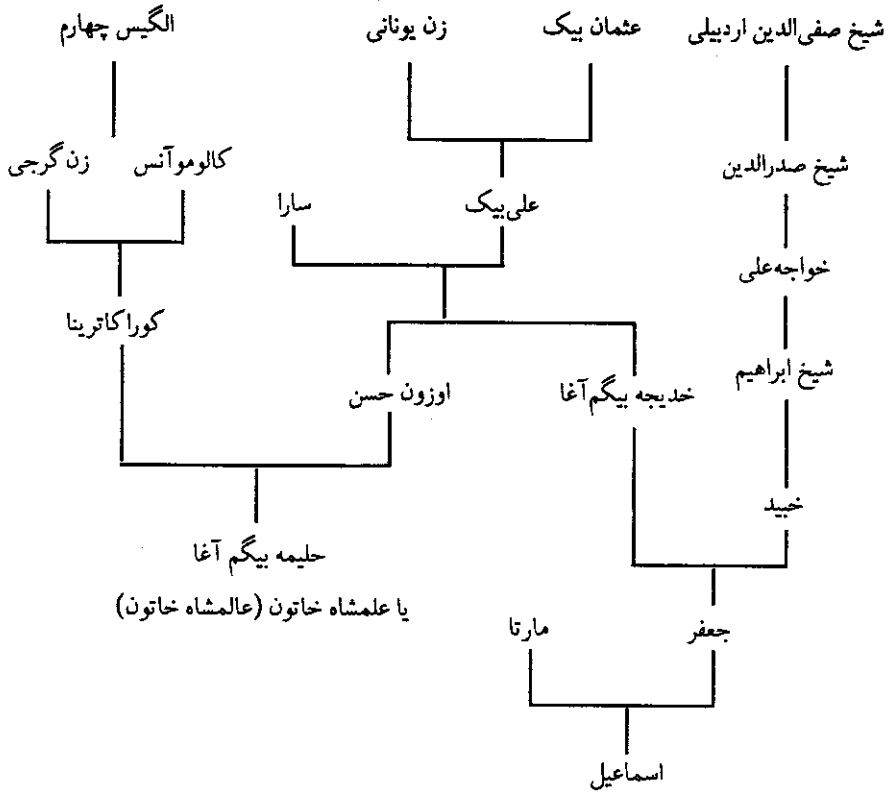 شیخ صفی‌الدین اردبیلی
عثمان بیک
زن یونانی
الگیس چهارم
شیخ صدرالدین
کالوموآنس
زن گرجی
علی‌بیک
سارا
خواجه‌علی
کوراکاترینا
شیخ ابراهیم
خدیجه بیگم‌آغا
اوزون حسن
خبید
حلیمه بیگم آغا
یا علمشاه خاتون (عالمشاه خاتون)
جعفر
مارتا
اسماعیل